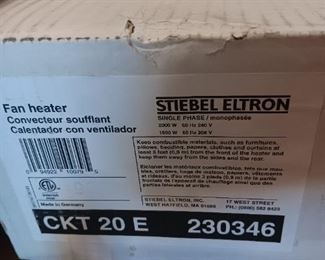 Fan heater
Convecteur soufflant
Calentador con ventilador
STIEBEL ELTRON
SINGLE PHASE / monophasée
2000 W 60 Hz 240 V
1500 W 60 Hz 208 V
Keep combustible materials, such as furniture,
pillows, bedding, papers, clothes and curtains at
least 3 feet (0,9 m) from the front of the heater and
keep them away from the sides and rear.
94922 10079
Made in Germany
STIEBEL ELTRON, INC.
17 WEST STREET
WEST HATFIELD, MA 01088
CKT 20 E
230346